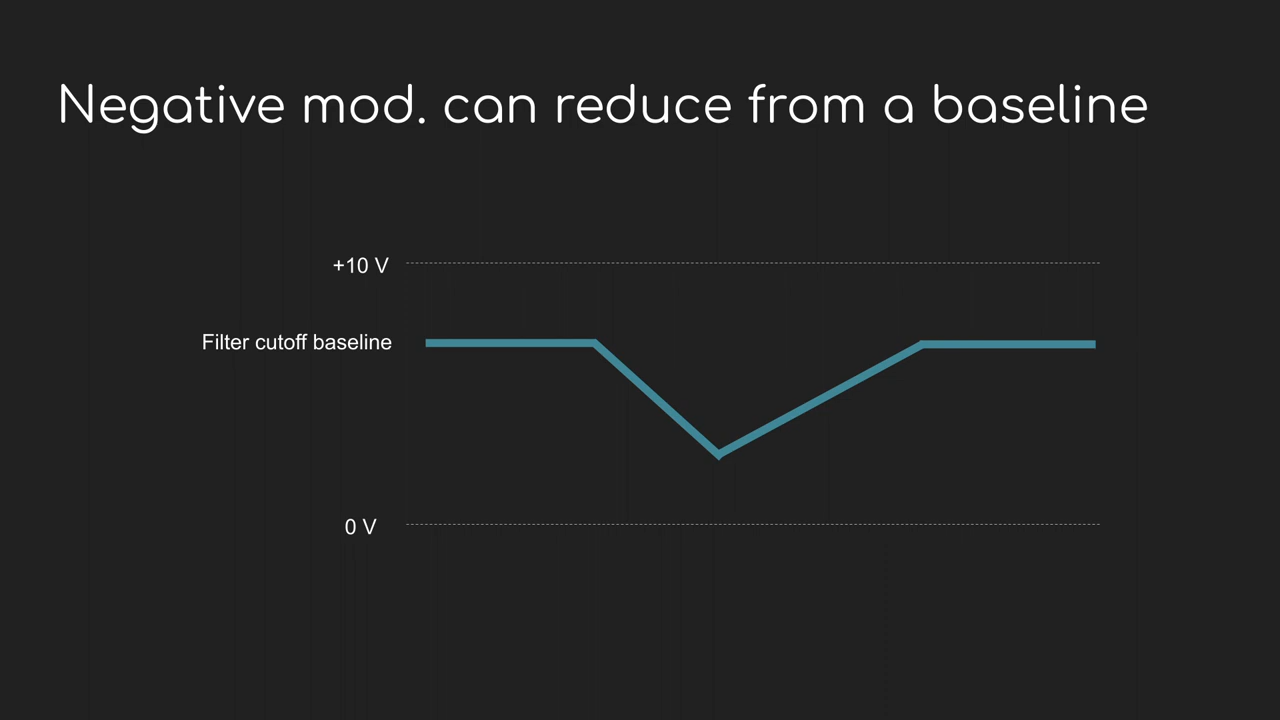 Negative mod. can reduce from a baseline
+10 V
Filter cutoff baseline
0 V